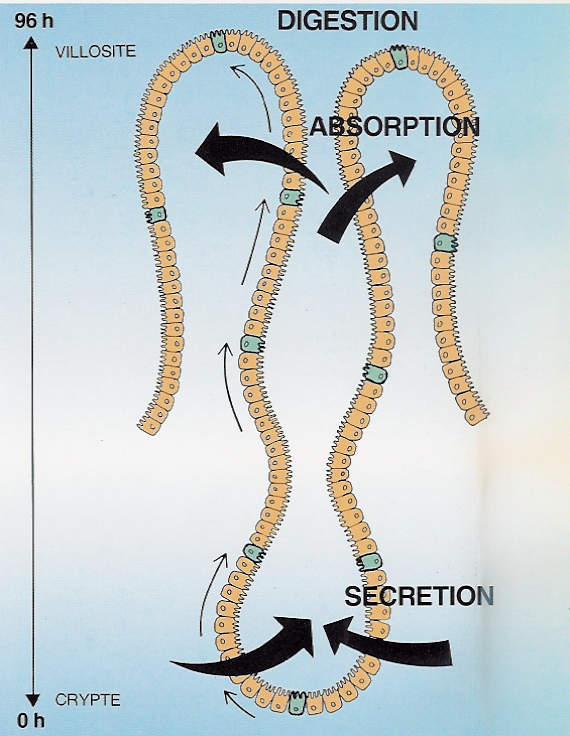 DIGESTION
96 h
VILLOSITE
ABSORPTION
SECRETION
CRYPTE
0 h